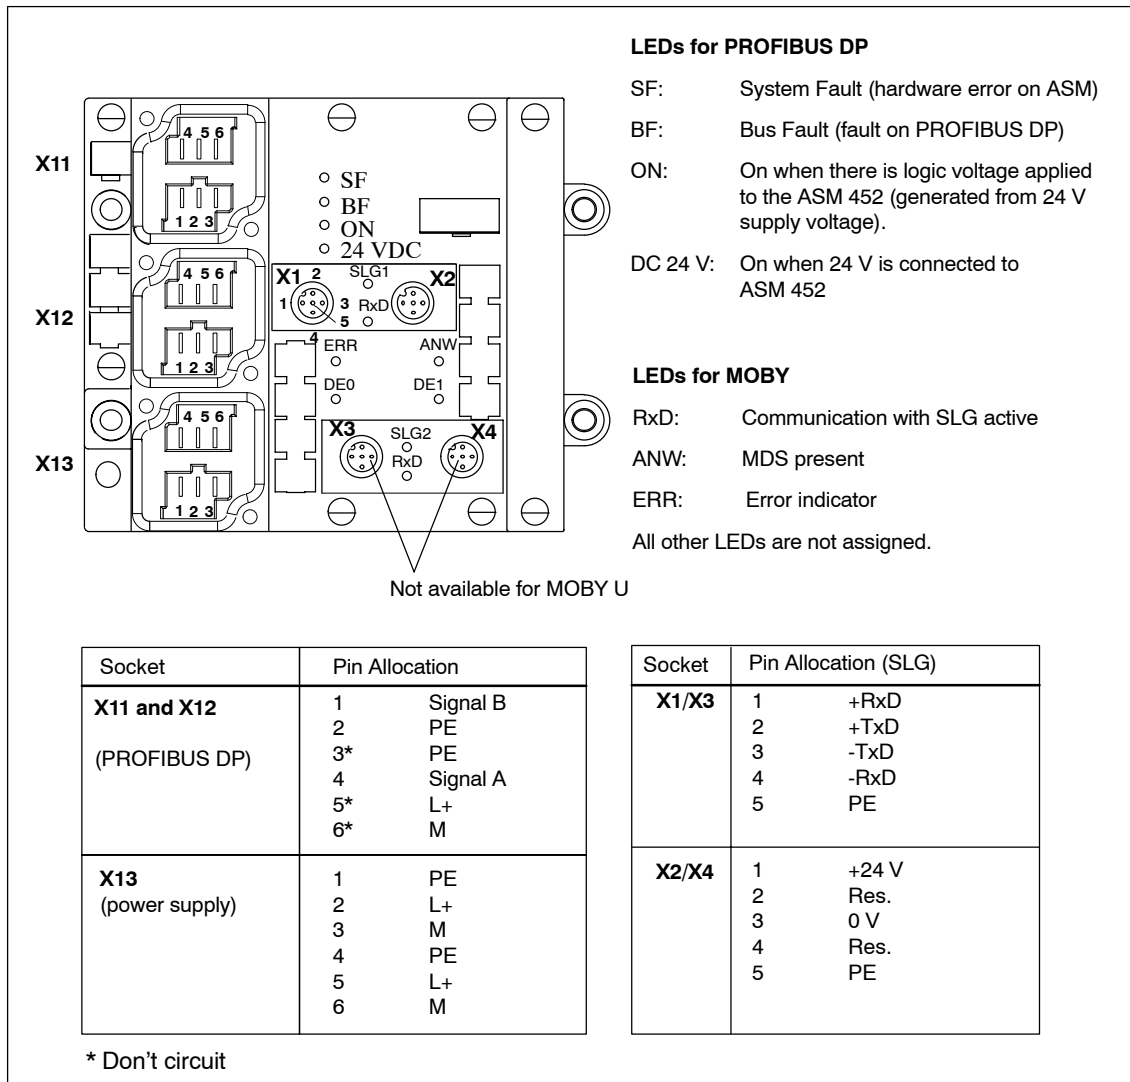 LEDs for PROFIBUS DP
SF: System Fault (hardware error on ASM)
BF: Bus Fault (fault on PROFIBUS DP)
ON: On when there is logic voltage applied
to the ASM 452 (generated from 24 V
supply voltage).
DC 24 V: On when 24 V is connected to
ASM 452
LEDs for MOBY
RxD: Communication with SLG active
ANW: MDS present
ERR: Error indicator
All other LEDs are not assigned.
X11
4 5 6
1 2 3
SF
BF
ON
24 VDC
X12
4 5 6
1 2 3
X1 2 SLG1 X2
1 3 RxD
5
4
ERR ANW
DE0 DE1
X13
4 5 6
1 2 3
X3 SLG2 X4
RxD
Not available for MOBY U
Socket Pin Allocation
X11 and X12
(PROFIBUS DP)
1 Signal B
2 PE
3* PE
4 Signal A
5* L+
6* M
X13
(power supply)
1 PE
2 L+
3 M
4 PE
5 L+
6 M
* Don't circuit
Socket Pin Allocation (SLG)
X1/X3
1 +RxD
2 +TxD
3 -TxD
4 -RxD
5 PE
X2/X4
1 +24 V
2 Res.
3 0 V
4 Res.
5 PE